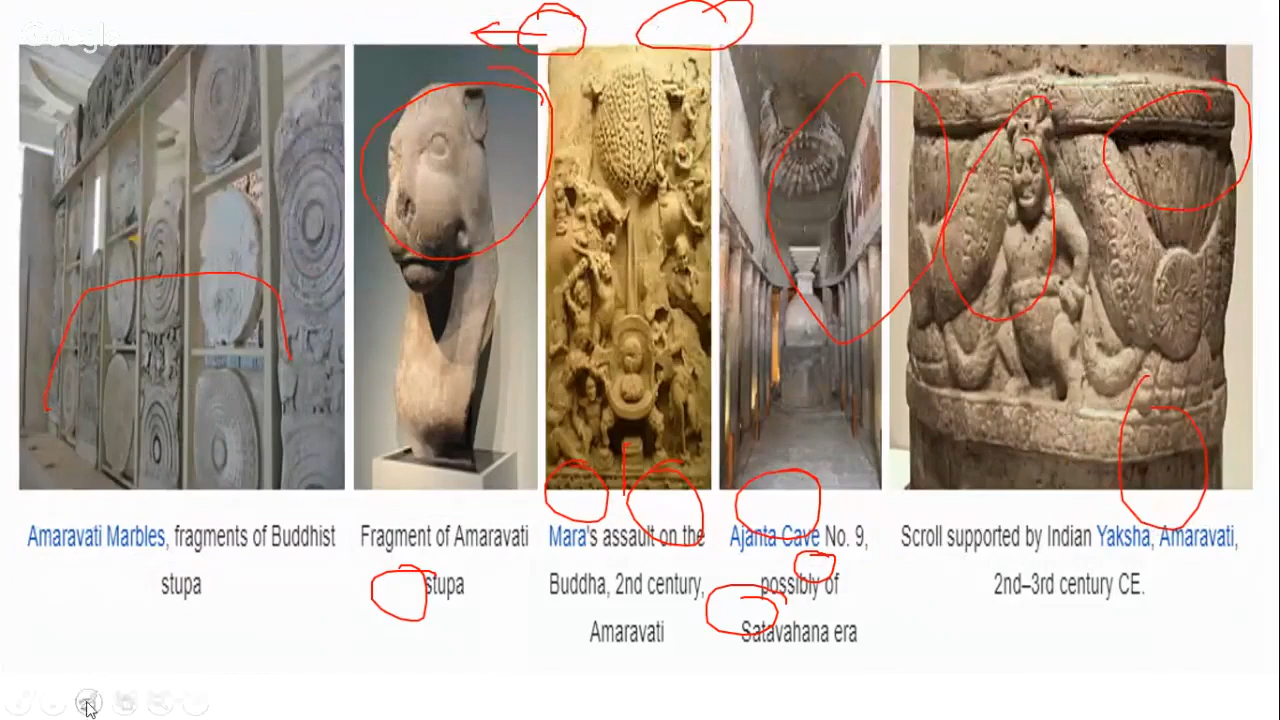 Google
Amaravati Marbles, fragments of Buddhist
stupa
Fragment of Amaravati
stupa
Mara's assault on the
Buddha, 2nd century,
Amaravati
Ajanta Cave No. 9,
possibly of
Satavahana era
Scroll supported by Indian Yaksha, Amaravati,
2nd–3rd century CE.